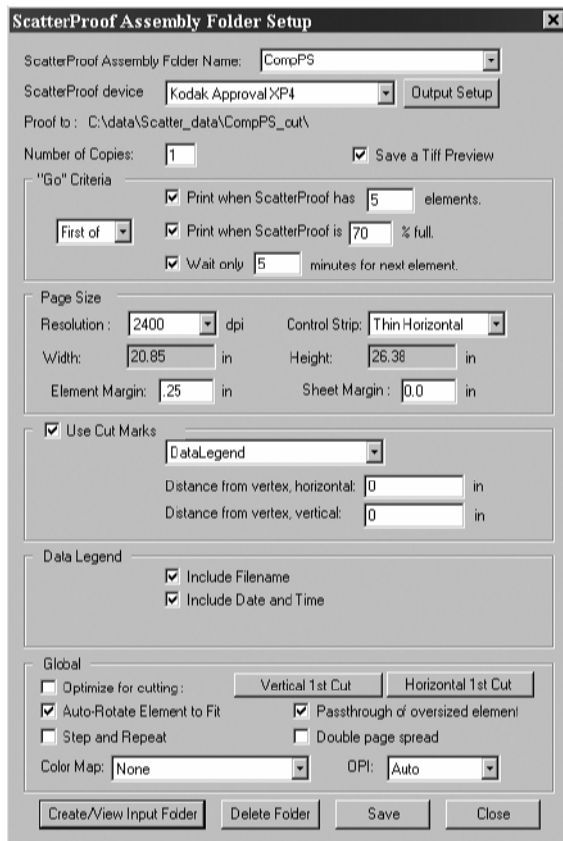 ScatterProof Assembly Folder Setup
ScatterProof Assembly Folder Name: CompPS
ScatterProof device Kodak Approval XP4 Output Setup
Proof to : C:\data\Scatter_data\CompPS_out\
Number of Copies: 1 Save a Tiff Preview
"Go" Criteria
Print when ScatterProof has 5 elements.
First of Print when ScatterProof is 70 % full.
Wait only 5 minutes for next element.
Page Size
Resolution : 2400 dpi Control Strip: Thin Horizontal
Width: 20.85 in Height: 26.38 in
Element Margin: .25 in Sheet Margin : 0.0 in
Use Cut Marks
DataLegend
Distance from vertex, horizontal: 0 in
Distance from vertex, vertical: 0 in
Data Legend
Include Filename
Include Date and Time
Global
Optimize for cutting : Vertical 1st Cut Horizontal 1st Cut
Auto-Rotate Element to Fit Passthrough of oversized element
Step and Repeat Double page spread
Color Map: None OPI: Auto
Create/View Input Folder Delete Folder Save Close